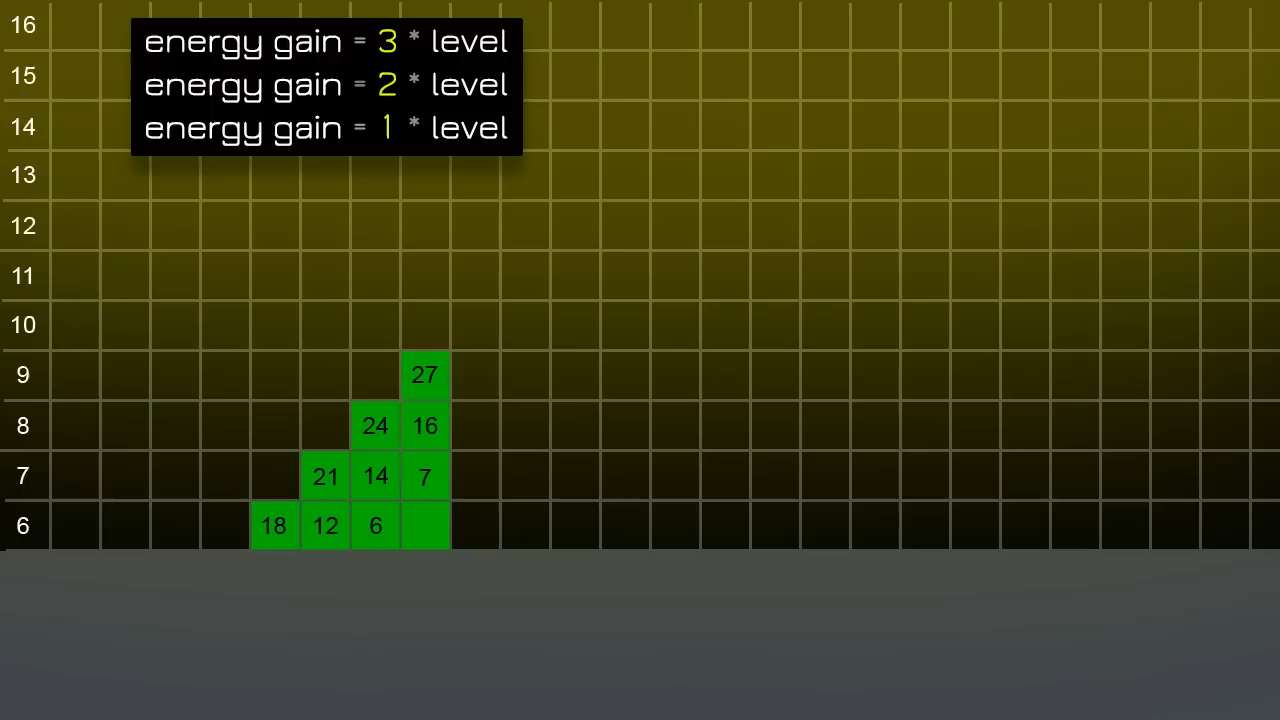 16
energy gain = 3 * level
15
energy gain = 2 * level
14
energy gain = 1 * level
13
12
11
10
9 27
8 24 16
7 21 14 7
6 18 12 6